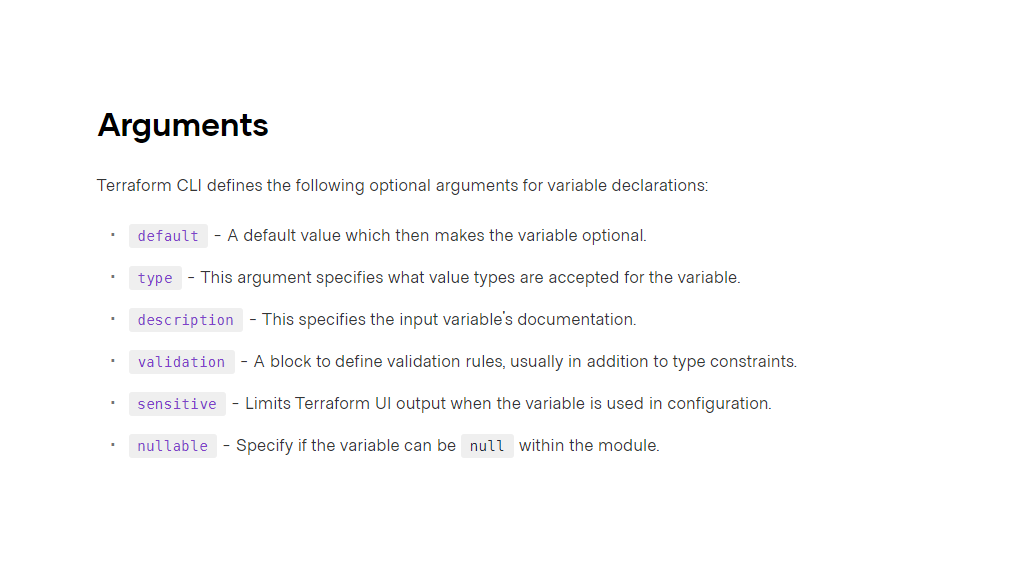 Arguments
Terraform CLI defines the following optional arguments for variable declarations:
• default - A default value which then makes the variable optional.
• type - This argument specifies what value types are accepted for the variable.
• description - This specifies the input variable's documentation.
• validation - A block to define validation rules, usually in addition to type constraints.
• sensitive - Limits Terraform UI output when the variable is used in configuration.
• nullable - Specify if the variable can be null within the module.